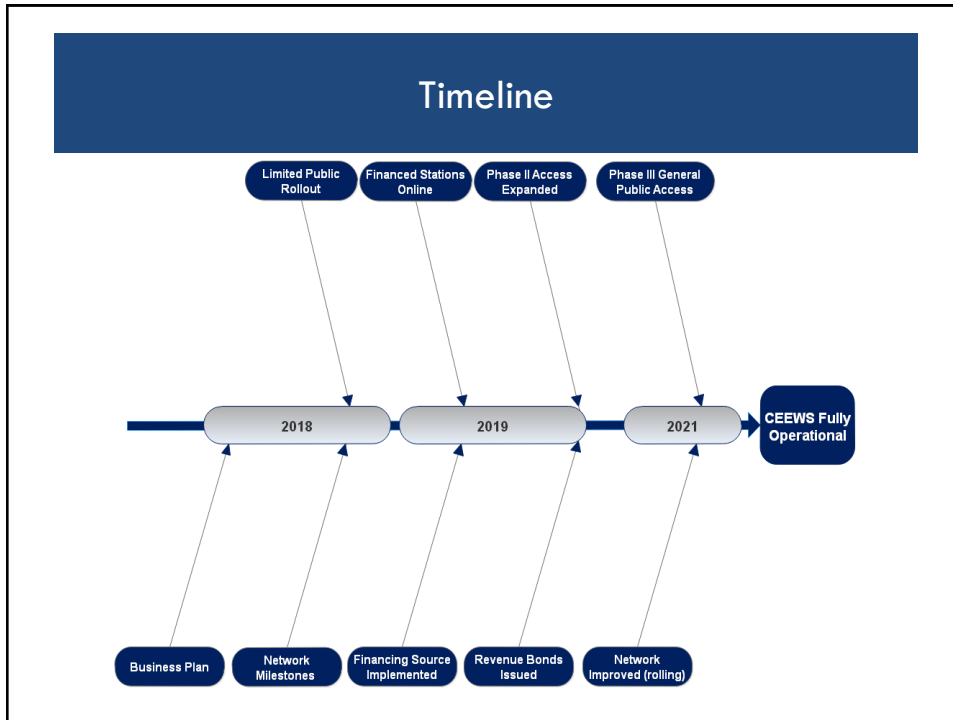 Timeline
Limited Public
Rollout
Financed Stations
Online
Phase II Access
Expanded
Phase III General
Public Access
2018
2019
2021
CEEWS Fully
Operational
Business Plan
Network
Milestones
Financing Source
Implemented
Revenue Bonds
Issued
Network
Improved (rolling)